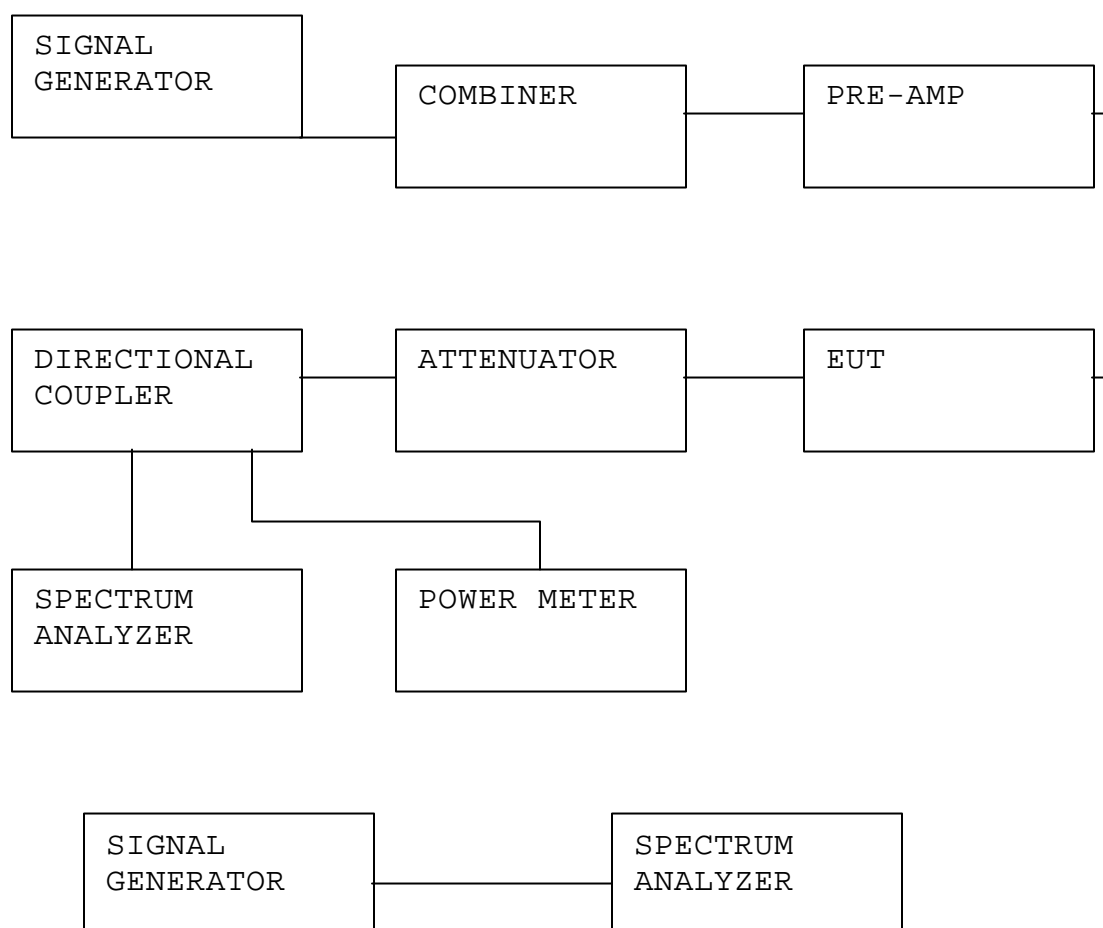 SIGNAL
GENERATOR
COMBINER
PRE-AMP
DIRECTIONAL
COUPLER
ATTENUATOR
EUT
SPECTRUM
ANALYZER
POWER METER
SIGNAL
GENERATOR
SPECTRUM
ANALYZER